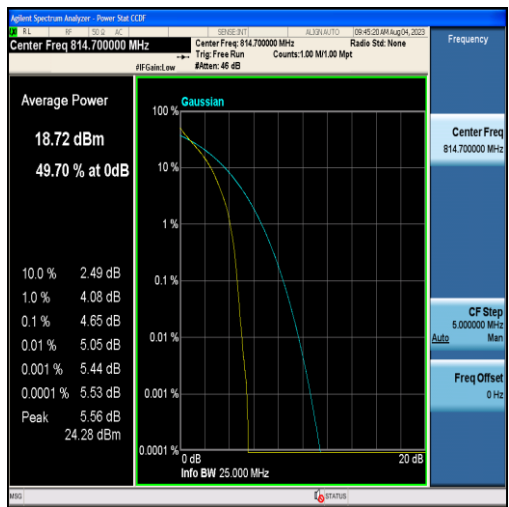 Agilent Spectrum Analyzer - Power Stat CCDF
RL RF 50 Ω AC SENSE:INT ALIGN AUTO 09:45:20 AM Aug 04, 2023
Center Freq 814.700000 MHz
Center Freq: 814.700000 MHz Radio Std: None
Trig: Free Run Counts:1.00 M/1.00 Mpt
#IFGain:Low #Atten: 46 dB
Frequency
Average Power
18.72 dBm
49.70 % at 0dB
10.0 % 2.49 dB
1.0 % 4.08 dB
0.1 % 4.65 dB
0.01 % 5.05 dB
0.001 % 5.44 dB
0.0001 % 5.53 dB
Peak 5.56 dB
24.28 dBm
Gaussian
100 %
10 %
1 %
0.1 %
0.01 %
0.001 %
0.0001 %
0 dB 20 dB
Info BW 25.000 MHz
Center Freq
814.700000 MHz
CF Step
5.000000 MHz
Auto Man
Freq Offset
0 Hz
MSG STATUS